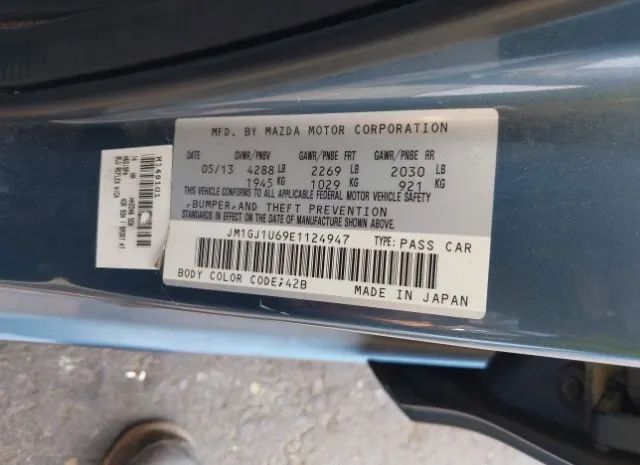 MFD. BY MAZDA MOTOR CORPORATION
DATE GVWR/PNBV GAWR/PNBE FRT GAWR/PNBE RR
05/13 4288 LB 2269 LB 2030 LB
1945 KG 1029 KG 921 KG
THIS VEHICLE CONFORMS TO ALL APPLICABLE FEDERAL MOTOR VEHICLE SAFETY
,BUMPER,AND THEFT PREVENTION
STANDARDS IN EFFECT ON THE DATE OF MANUFACTURE SHOWN ABOVE.
JM1GJ1U69E1124947 TYPE: PASS CAR
BODY COLOR CODE;42B
MADE IN JAPAN
M148101